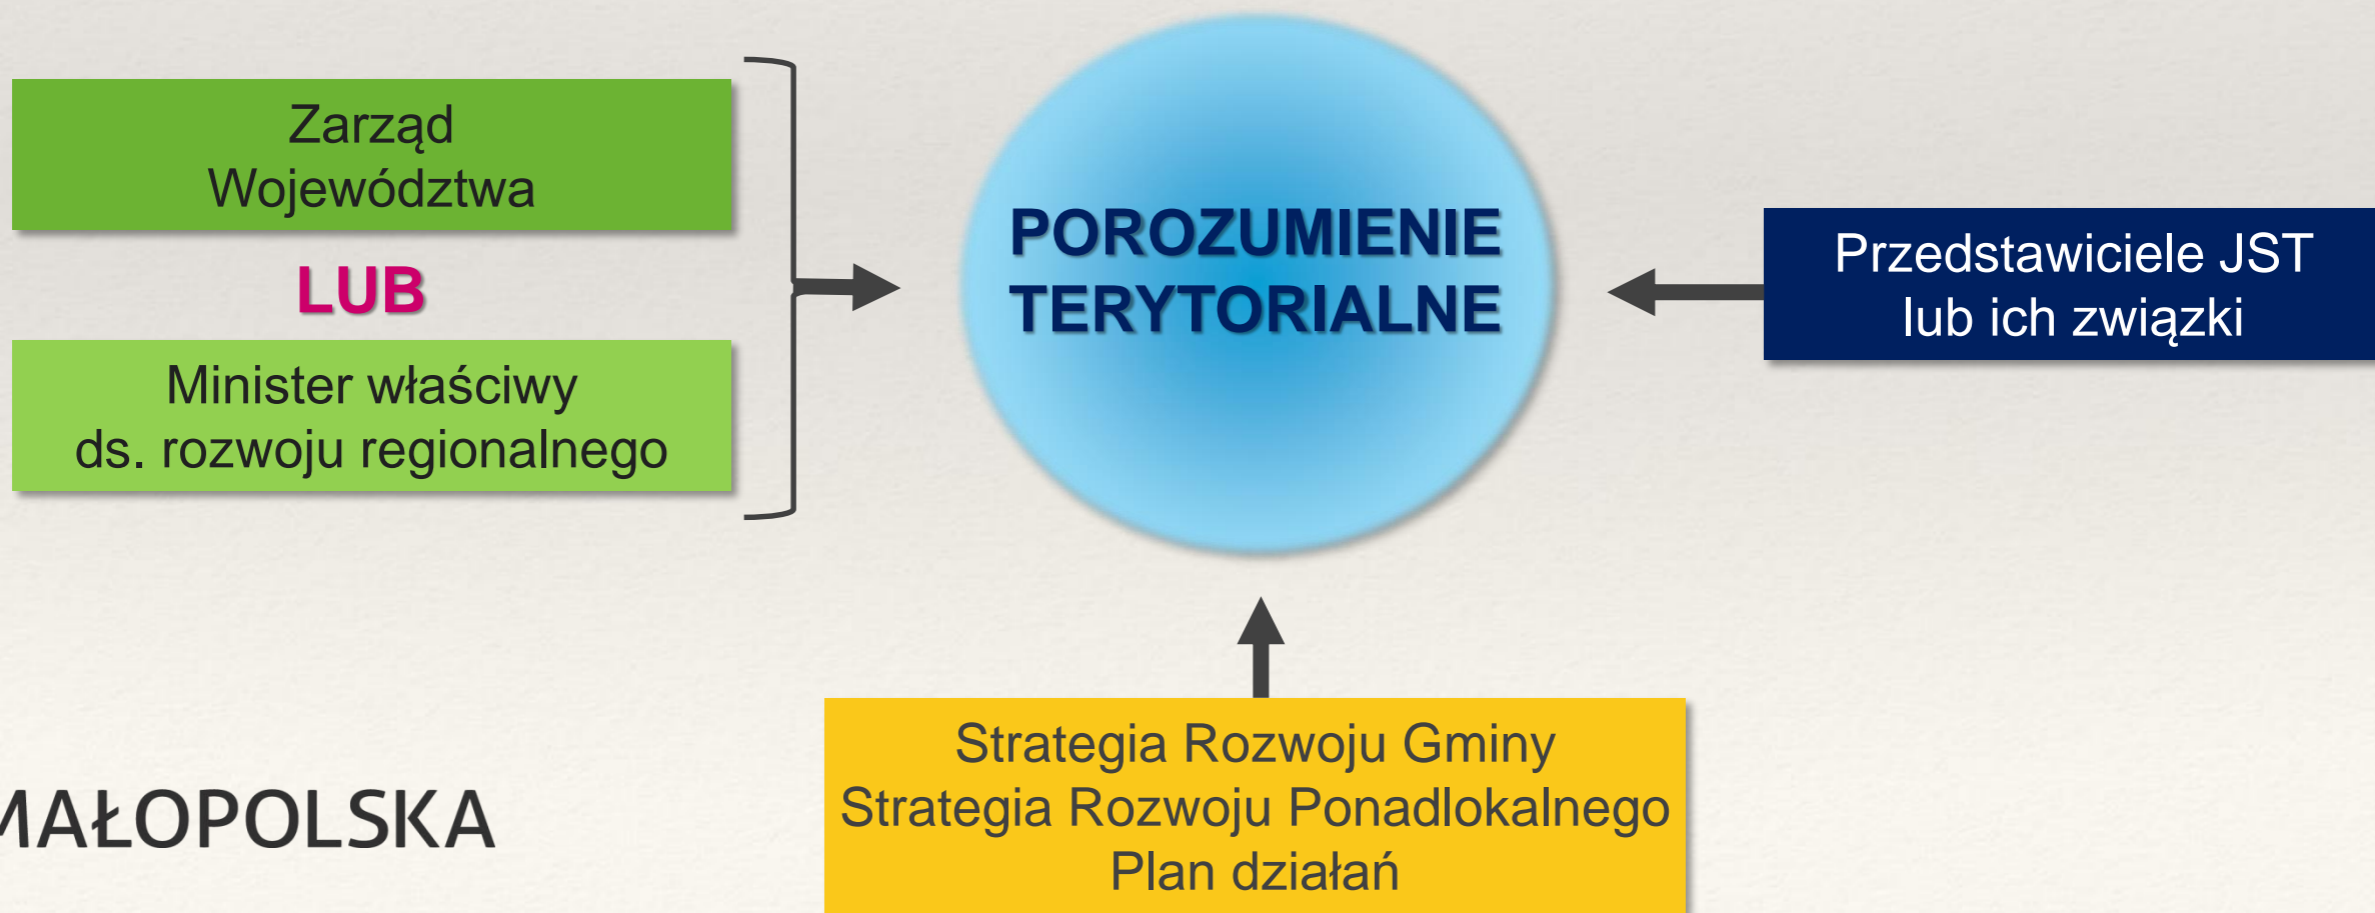 Zarząd
Województwa
LUB
Minister właściwy
ds. rozwoju regionalnego
POROZUMIENIE
TERYTORIALNE
Przedstawiciele JST
lub ich związki
Strategia Rozwoju Gminy
Strategia Rozwoju Ponadlokalnego
Plan działań
MAŁOPOLSKA